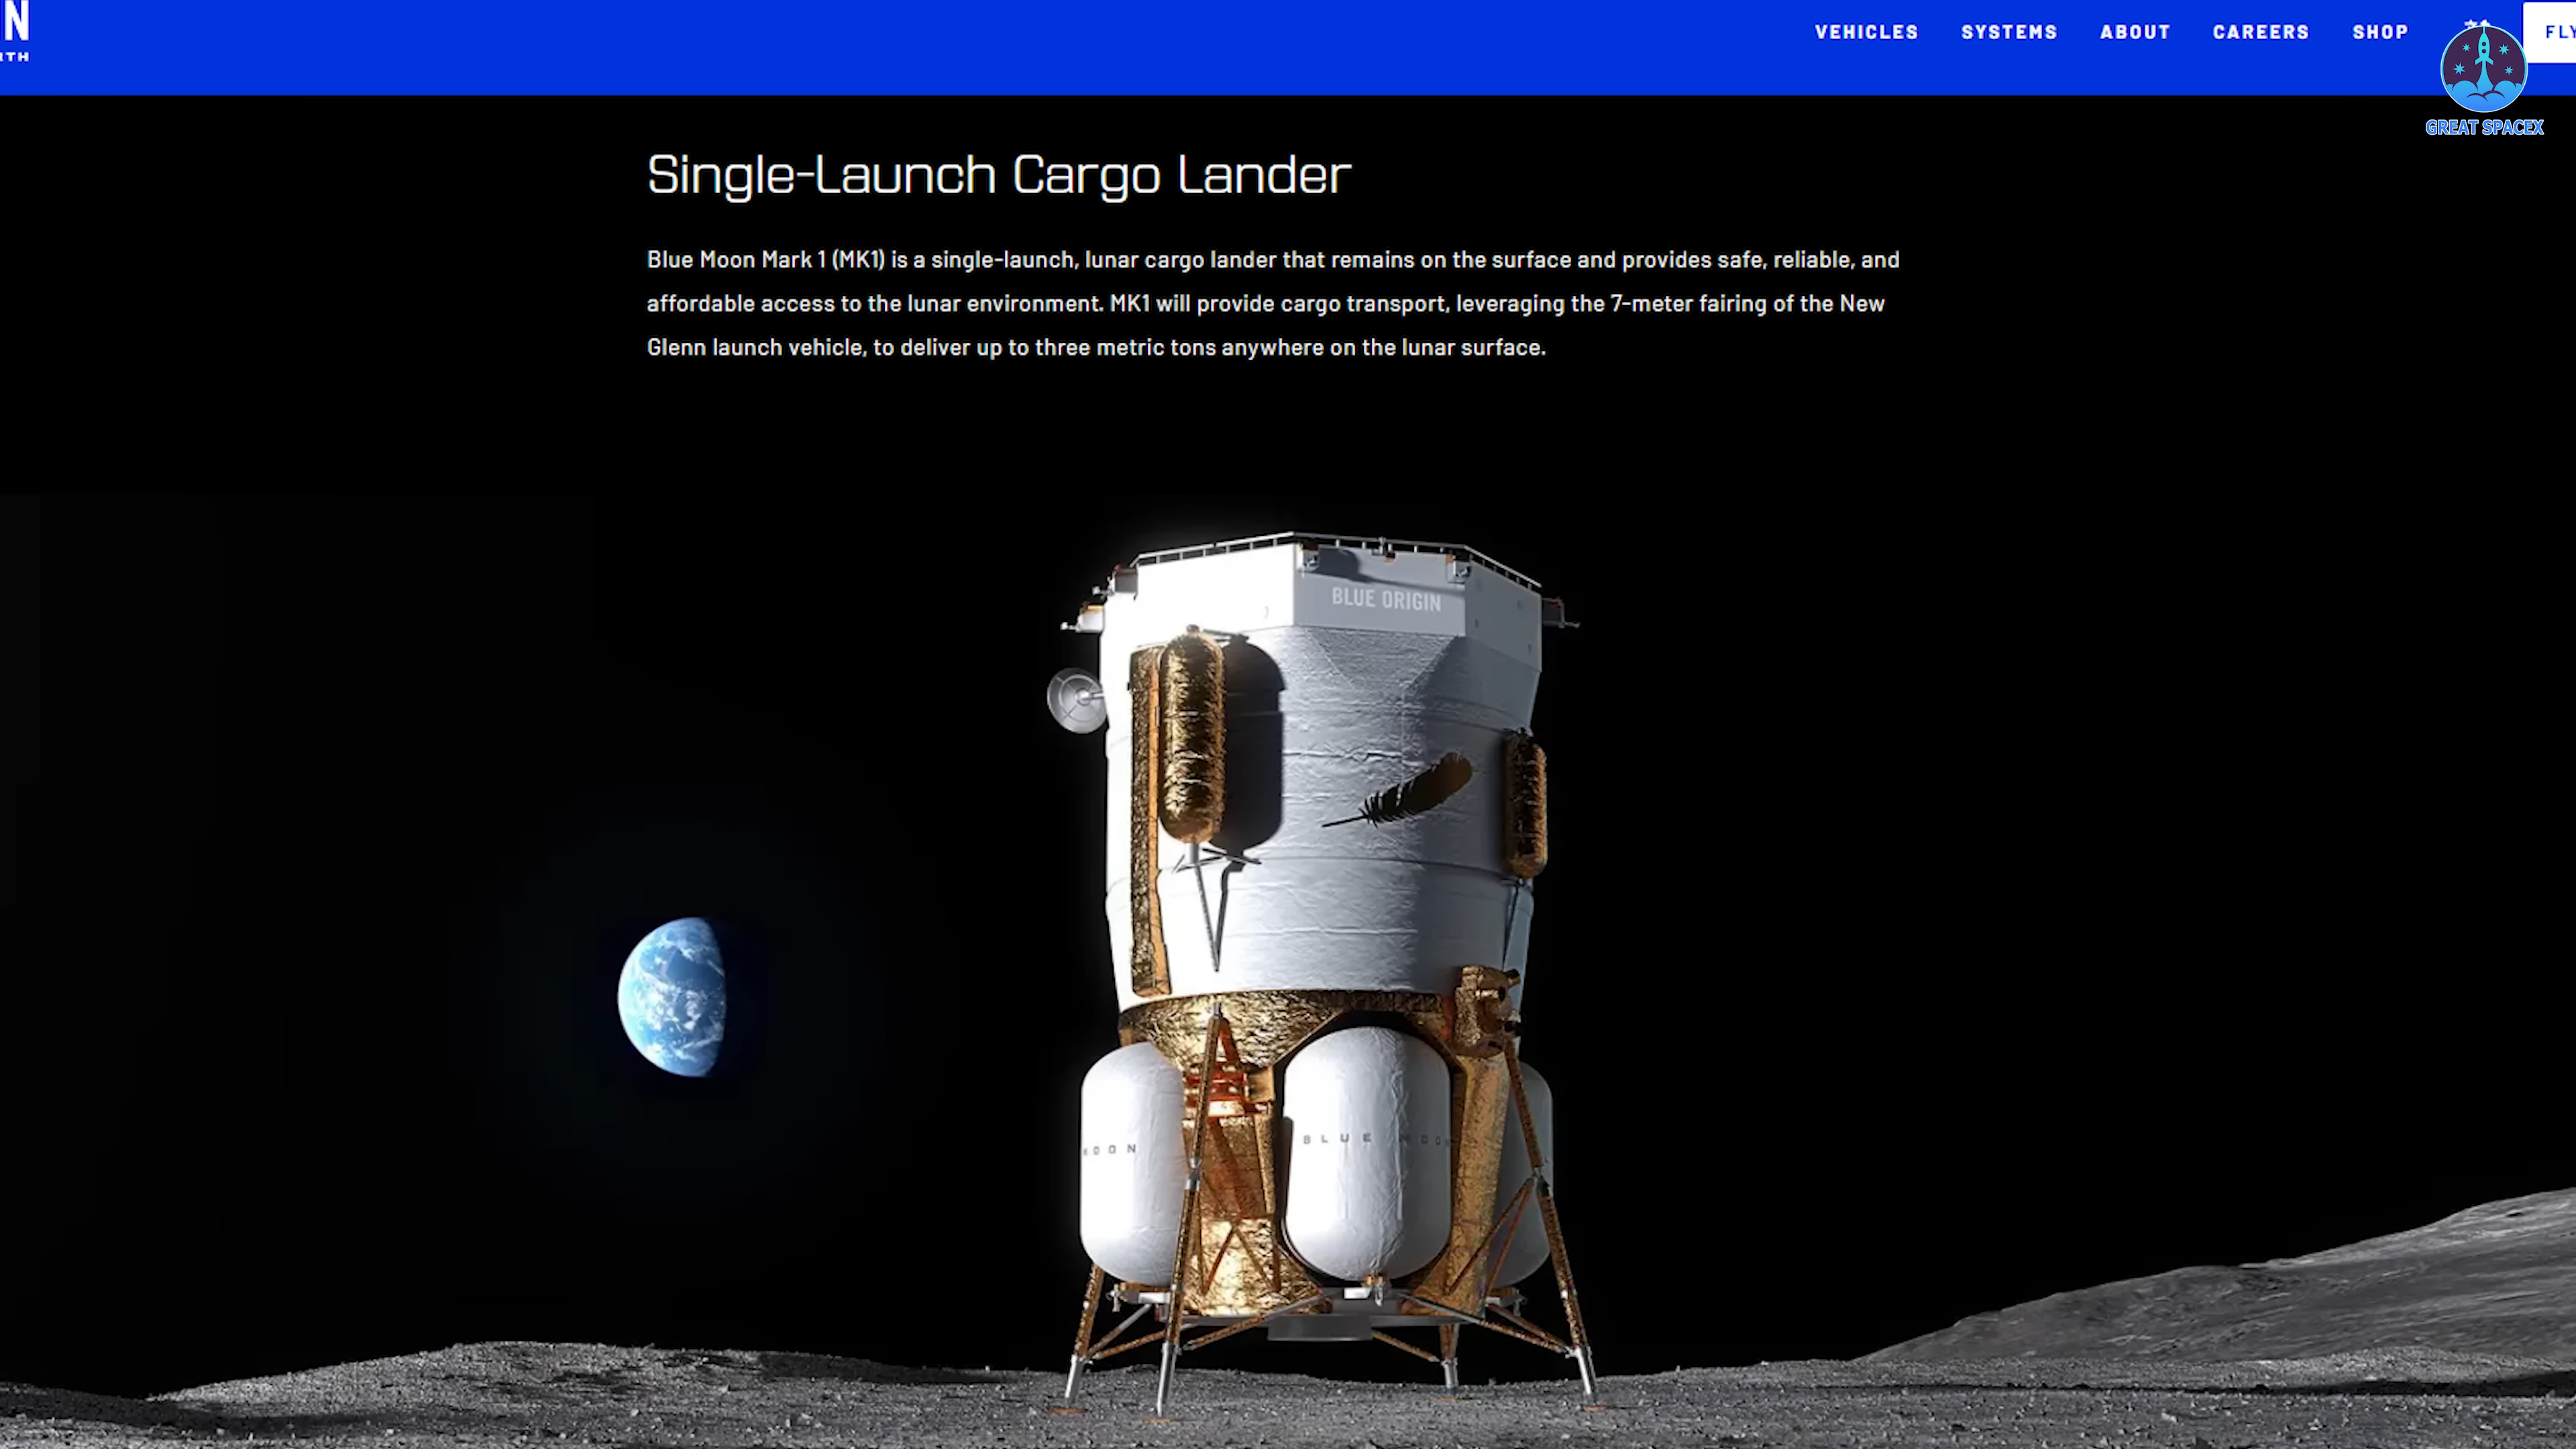 N
RTH
VEHICLES SYSTEMS ABOUT CAREERS SHOP FLY
GREAT SPACEX
Single-Launch Cargo Lander
Blue Moon Mark 1 (MK1) is a single-launch, lunar cargo lander that remains on the surface and provides safe, reliable, and
affordable access to the lunar environment. MK1 will provide cargo transport, leveraging the 7-meter fairing of the New
Glenn launch vehicle, to deliver up to three metric tons anywhere on the lunar surface.
BLUE ORIGIN
MOON
BLUE MOON